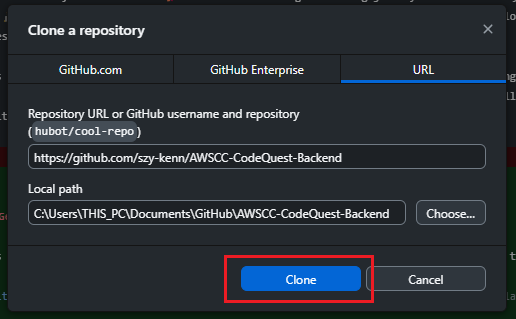 Clone a repository
GitHub.com
GitHub Enterprise
URL
Repository URL or GitHub username and repository
(hubot/cool-repo)
https://github.com/szy-kenn/AWSCC-CodeQuest-Backend
Local path
C:\Users\THIS_PC\Documents\GitHub\AWSCC-CodeQuest-Backend
Choose...
Clone
Cancel